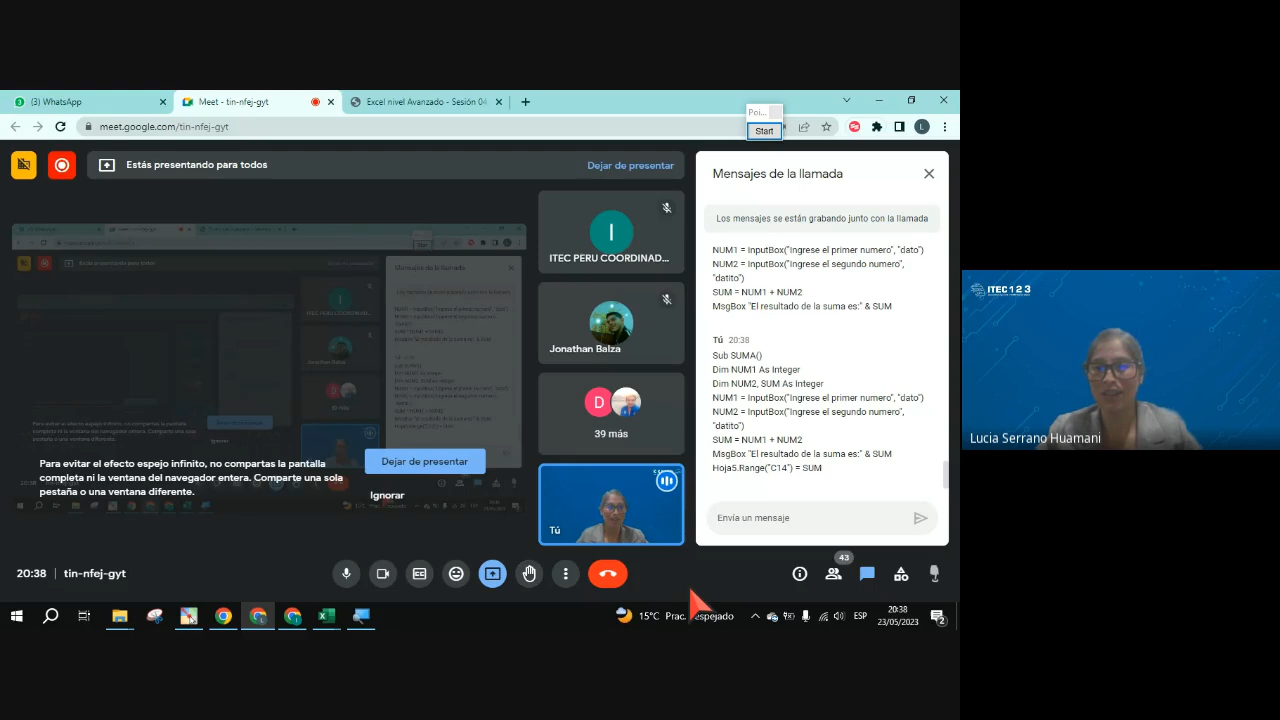 (3) WhatsApp
Meet - tin-nfej-gyt
Excel nivel Avanzado - Sesión 04
Poi...
Start
meet.google.com/tin-nfej-gyt
L
Estás presentando para todos
Dejar de presentar
Mensajes de la llamada
Los mensajes se están grabando junto con la llamada
NUM1 = InputBox("Ingrese el primer numero", "dato")
NUM2 = InputBox("Ingrese el segundo numero",
"datito")
SUM = NUM1 + NUM2
MsgBox "El resultado de la suma es:" & SUM
Tú 20:38
Sub SUMA()
Dim NUM1 As Integer
Dim NUM2, SUM As Integer
NUM1 = InputBox("Ingrese el primer numero", "dato")
NUM2 = InputBox("Ingrese el segundo numero",
"datito")
SUM = NUM1 + NUM2
MsgBox "El resultado de la suma es:" & SUM
Hoja5.Range("C14") = SUM
Envía un mensaje
I
ITEC PERU COORDINAD...
Jonathan Balza
D
39 más
Tú
Para evitar el efecto espejo infinito, no compartas la pantalla
completa ni la ventana del navegador entera. Comparte una sola
pestaña o una ventana diferente.
Dejar de presentar
Ignorar
20:38 | tin-nfej-gyt
43
15°C Parc. despejado
ESP
20:38
23/05/2023
2
ITEC 1 2 3
Lucia Serrano Huamani